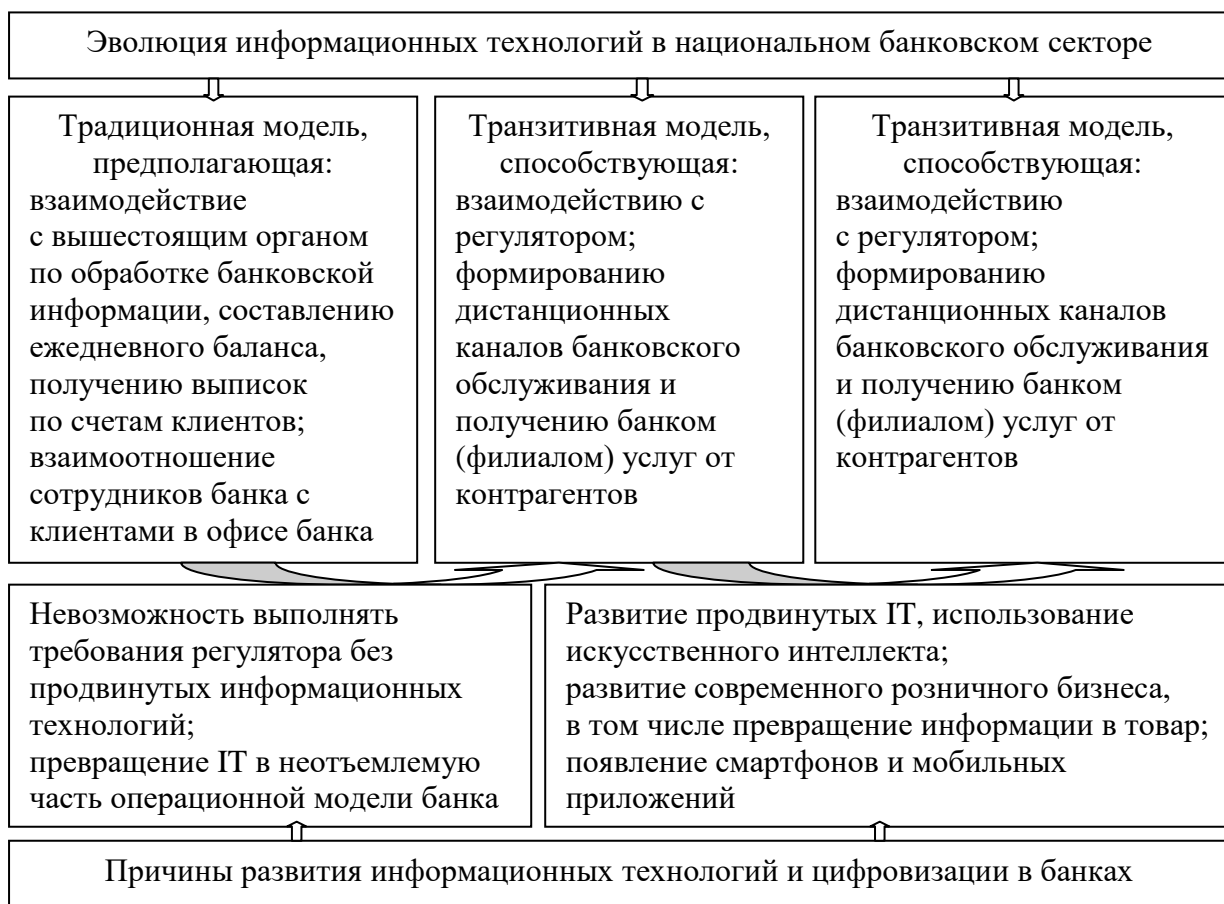 Эволюция информационных технологий в национальном банковском секторе
Традиционная модель,
предполагающая:
взаимодействие
с вышестоящим органом
по обработке банковской
информации, составлению
ежедневного баланса,
получению выписок
по счетам клиентов;
взаимоотношение
сотрудников банка с
клиентами в офисе банка
Транзитивная модель,
способствующая:
взаимодействию с
регулятором;
формированию
дистанционных
каналов банковского
обслуживания и
получению банком
(филиалом) услуг от
контрагентов
Транзитивная модель,
способствующая:
взаимодействию
с регулятором;
формированию
дистанционных каналов
банковского обслуживания
и получению банком
(филиалом) услуг от
контрагентов
Невозможность выполнять
требования регулятора без
продвинутых информационных
технологий;
превращение IT в неотъемлемую
часть операционной модели банка
Развитие продвинутых IT, использование
искусственного интеллекта;
развитие современного розничного бизнеса,
в том числе превращение информации в товар;
появление смартфонов и мобильных
приложений
Причины развития информационных технологий и цифровизации в банках